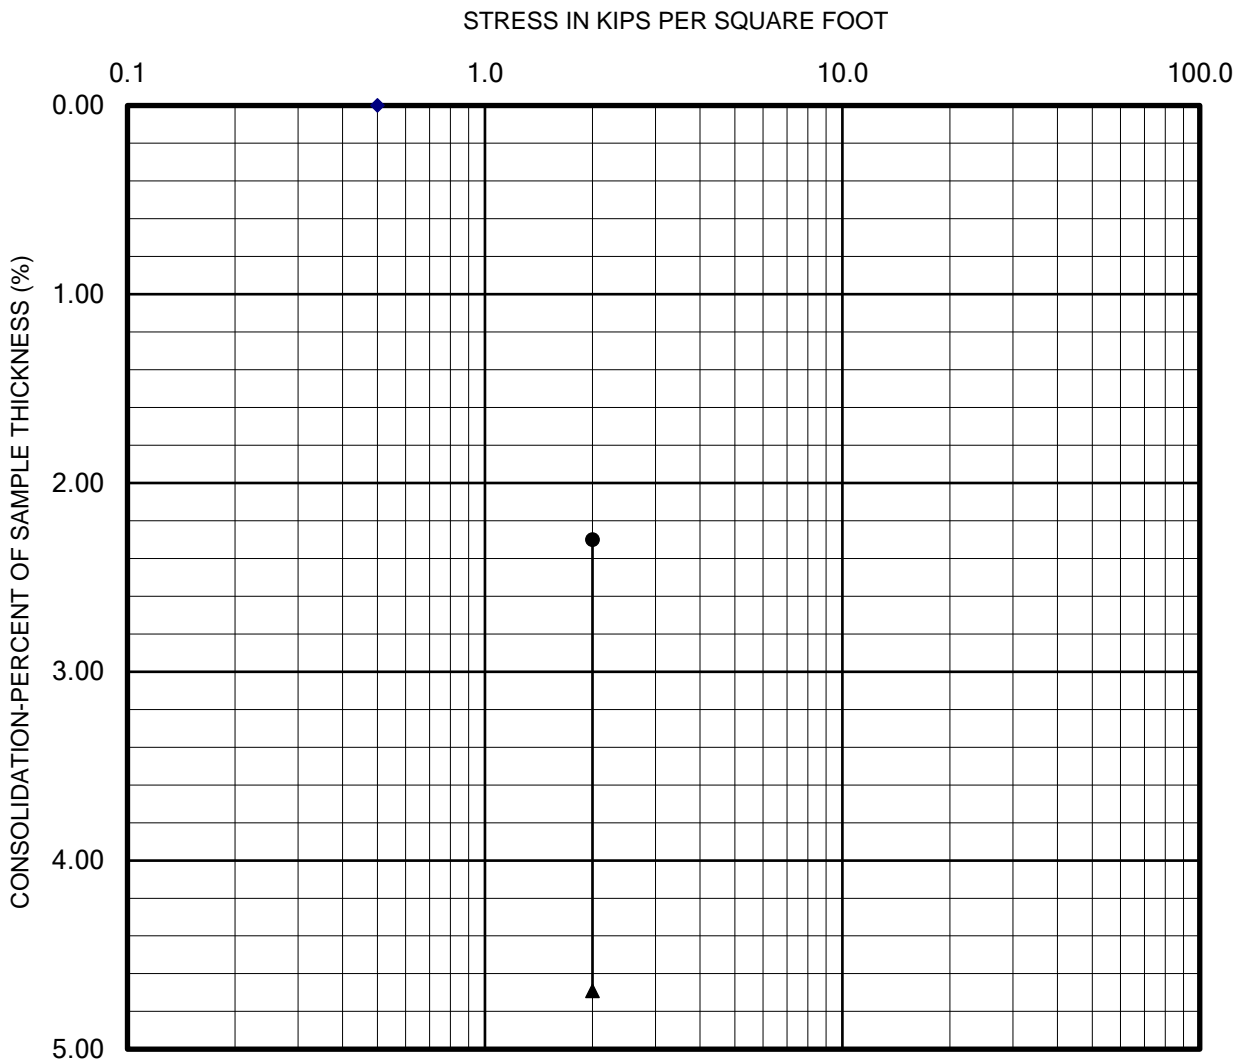 STRESS IN KIPS PER SQUARE FOOT
0.1 1.0 10.0 100.0
0.00
1.00
2.00
3.00
4.00
5.00
CONSOLIDATION-PERCENT OF SAMPLE THICKNESS (%)